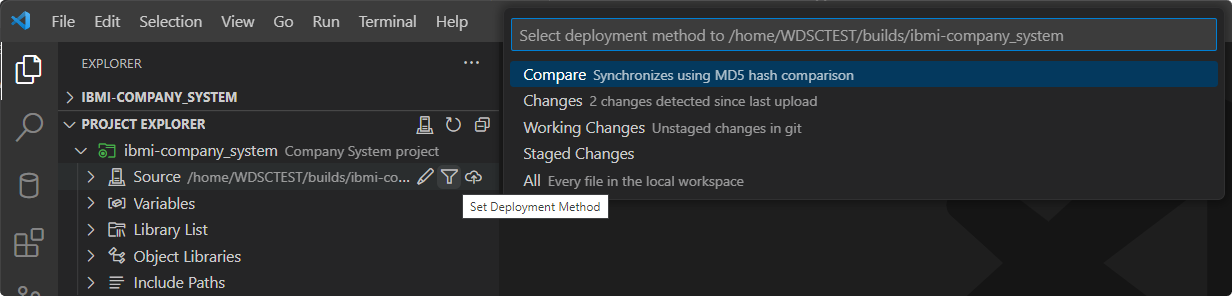 File Edit Selection Go Run Terminal Help
Select deployment method to /home/WDSCTEST/builds/ibmi-company_system
EXPLORER
IBMI-COMPANY_SYSTEM
PROJECT EXPLORER
ibmi-company_system Company System project
Source /home/WDSCTEST/builds/ibmi-co...
Set Deployment Method
Variables
Library List
Object Libraries
Include Paths
Compare Synchronizes using MD5 hash comparison
Changes 2 changes detected since last upload
Working Changes Unstaged changes in git
Staged Changes
All Every file in the local workspace